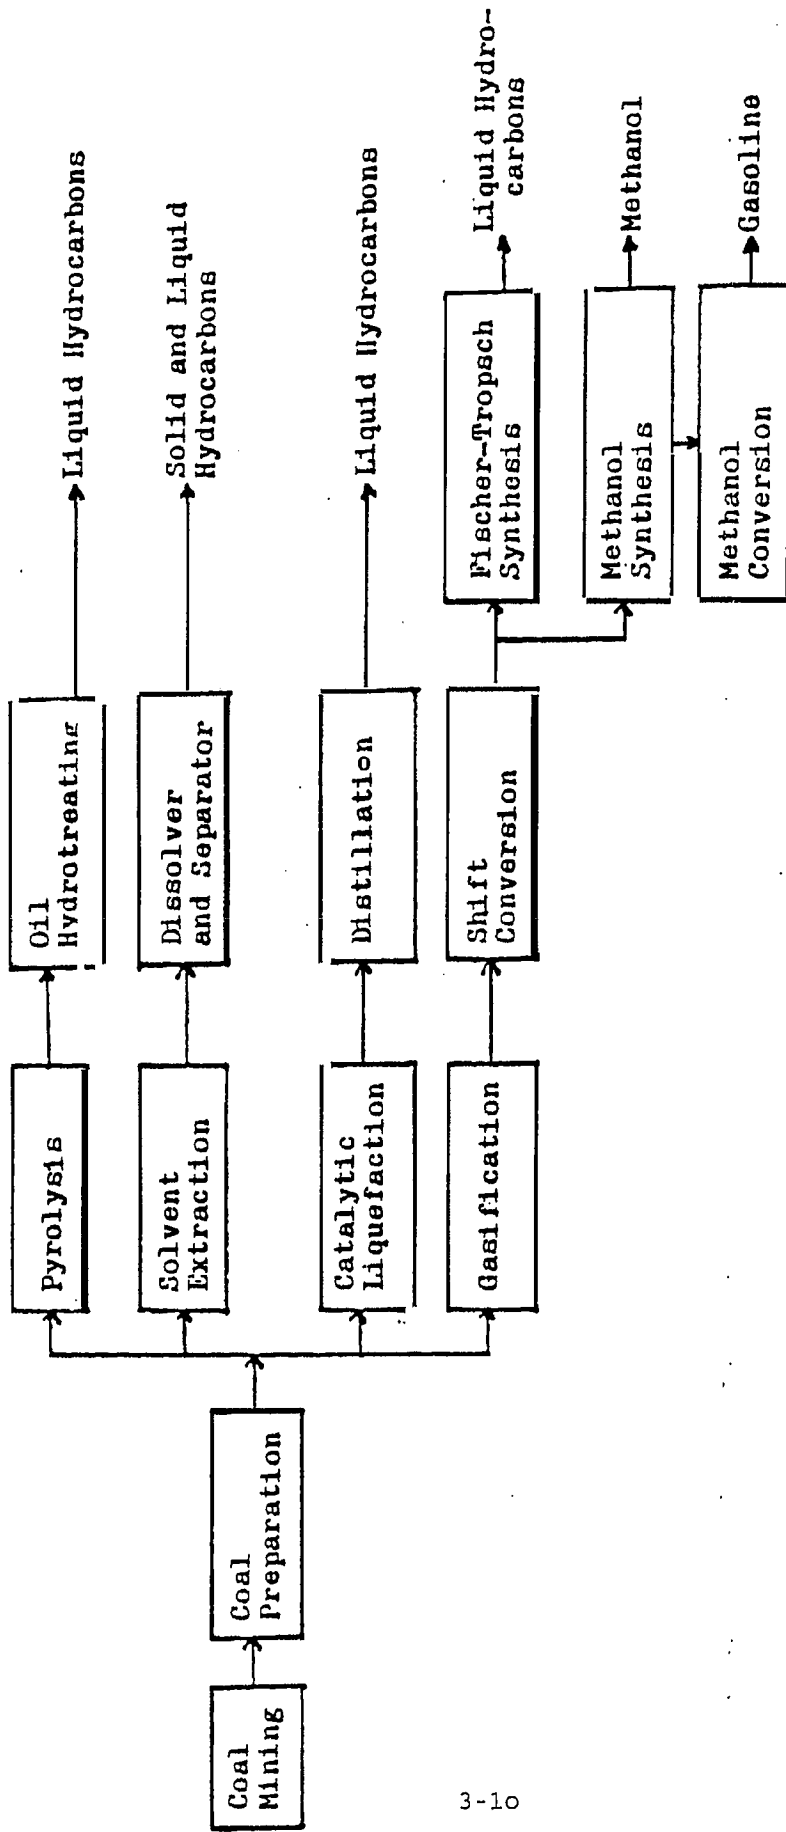 Coal
Mining
Coal
Preparation
Pyrolysis
Oil
Hydrotreating
Liquid Hydrocarbons
Solvent
Extraction
Dissolver
and Separator
Solid and Liquid
Hydrocarbons
Catalytic
Liquefaction
Distillation
Liquid Hydrocarbons
Gasification
Shift
Conversion
Fischer-Tropsch
Synthesis
Liquid Hydro-
carbons
Methanol
Synthesis
Methanol
Methanol
Conversion
Gasoline
3-10